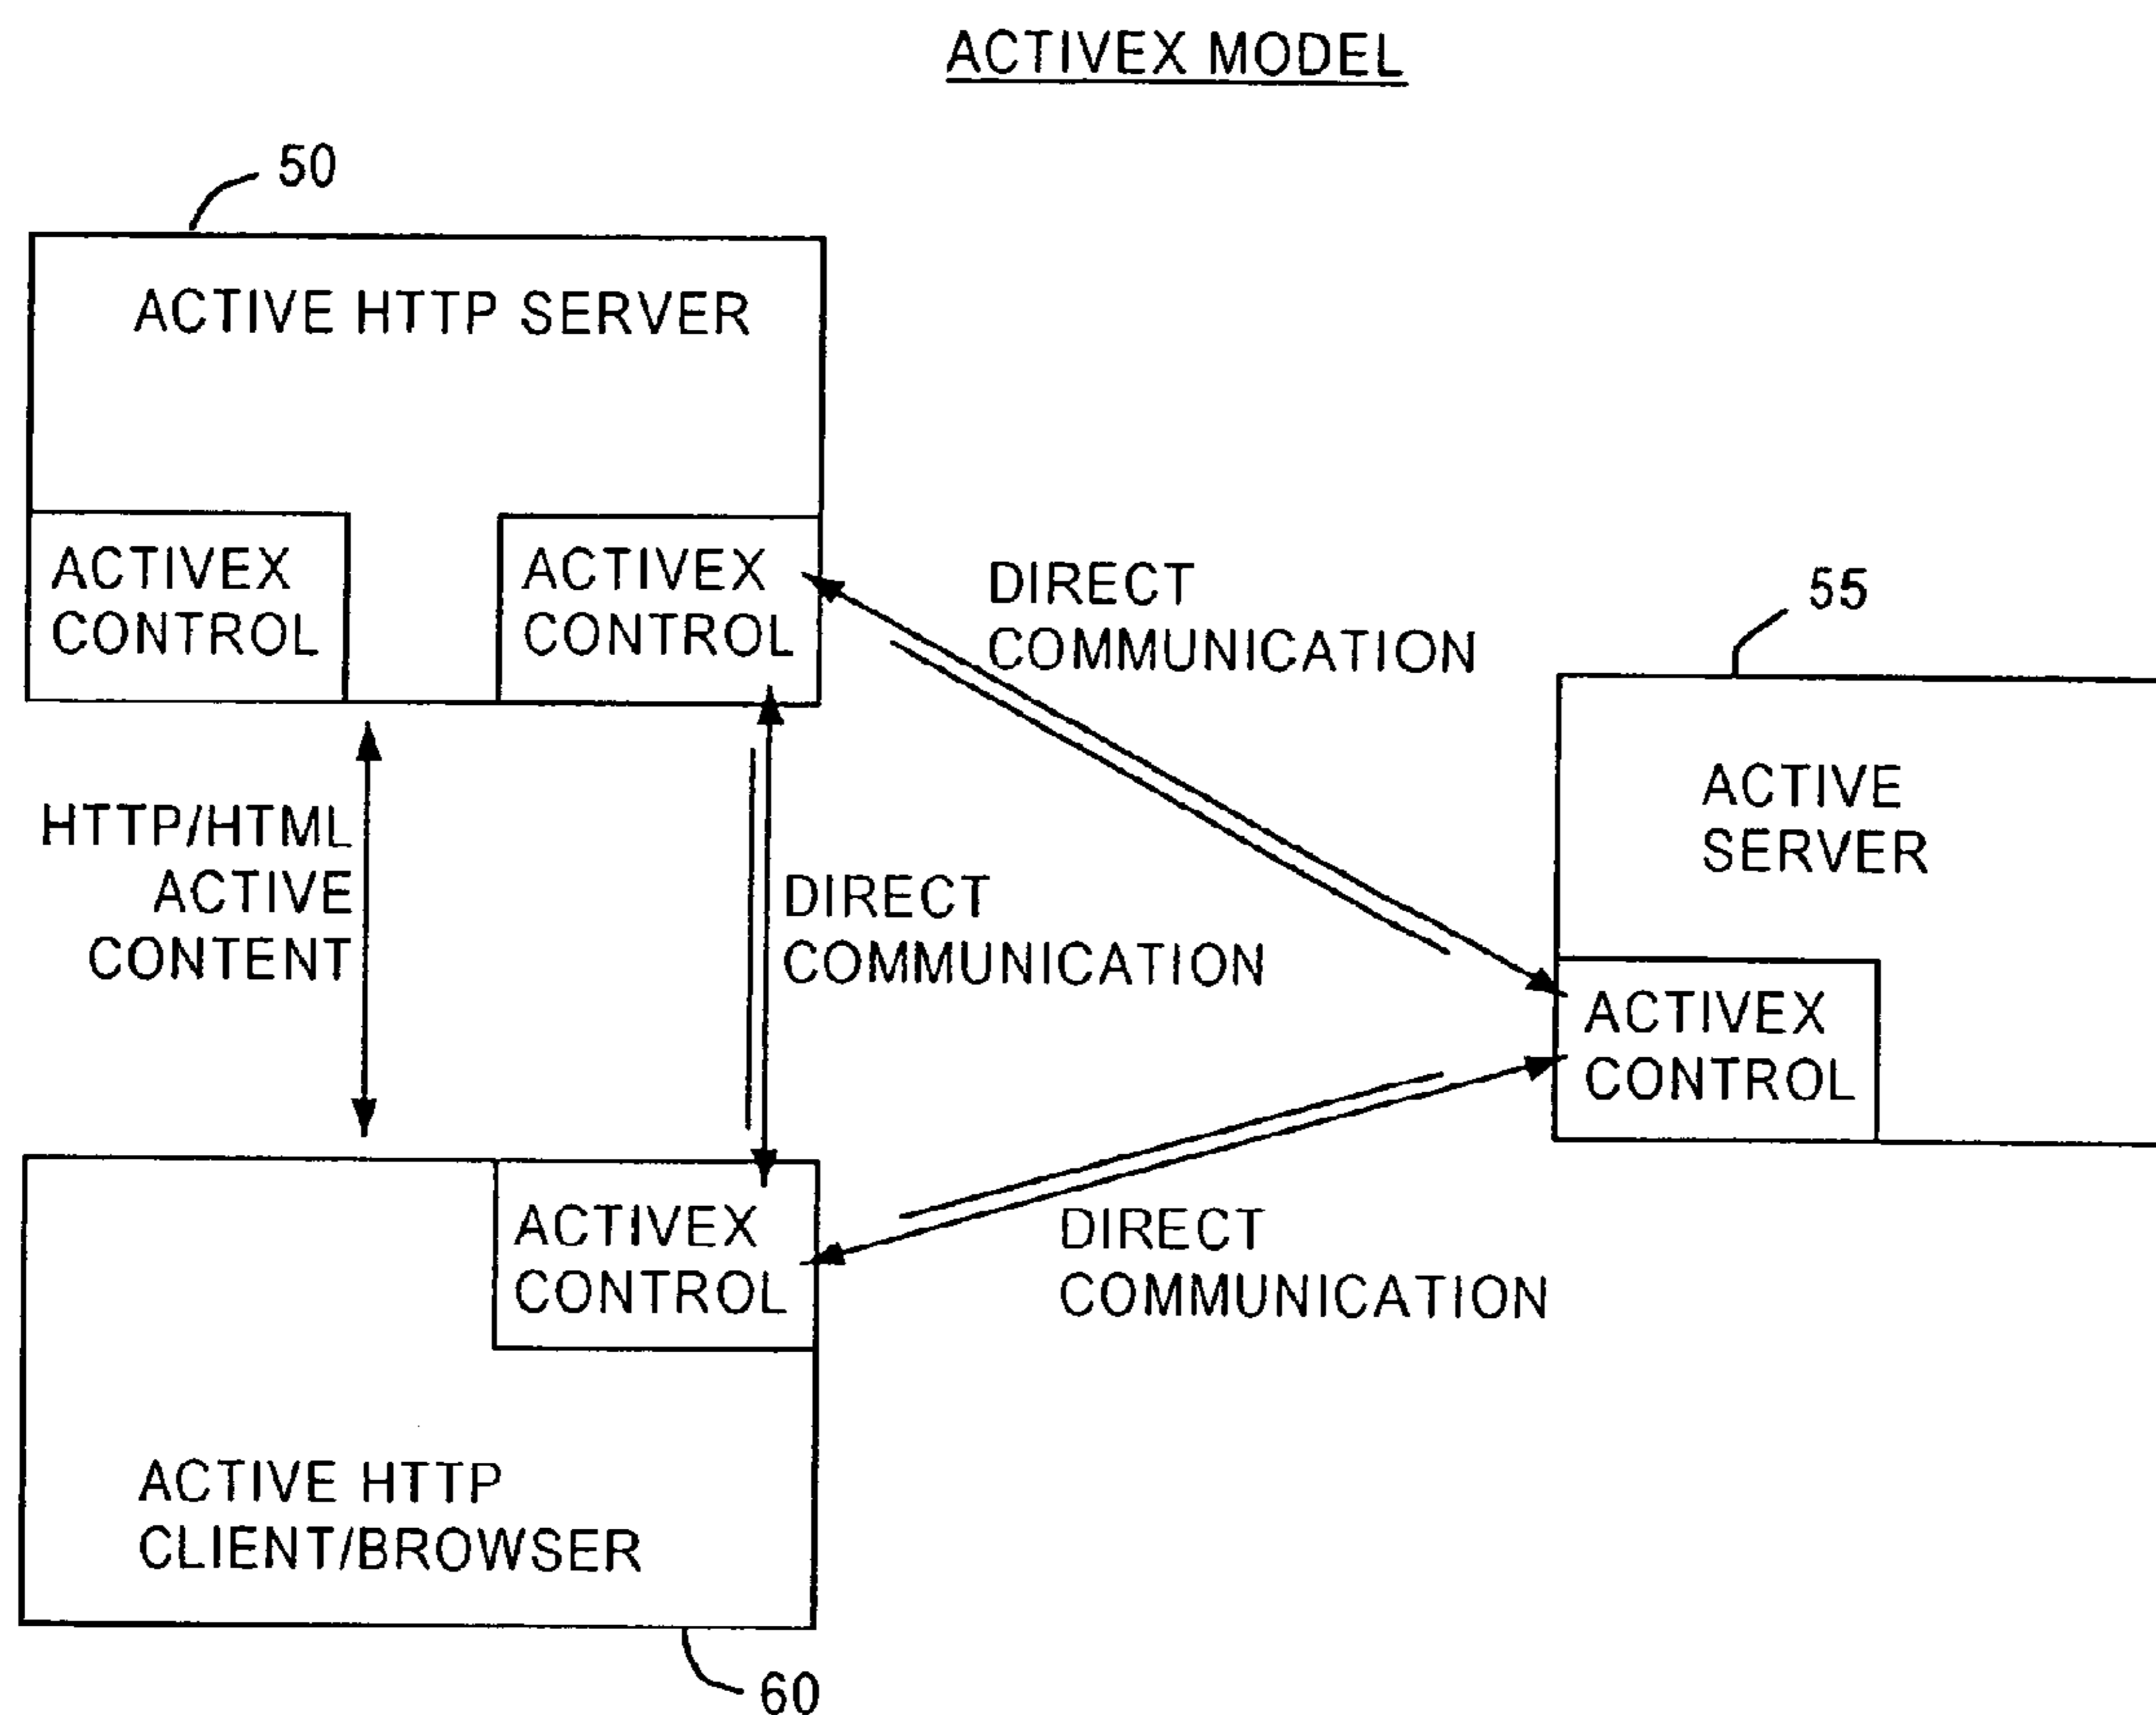 ACTIVEX MODEL
50
ACTIVE HTTP SERVER
ACTIVEX
CONTROL
ACTIVEX
CONTROL
DIRECT
COMMUNICATION
55
ACTIVE
SERVER
HTTP/HTML
ACTIVE
CONTENT
DIRECT
COMMUNICATION
ACTIVEX
CONTROL
ACTIVEX
CONTROL
DIRECT
COMMUNICATION
ACTIVE HTTP
CLIENT/BROWSER
60